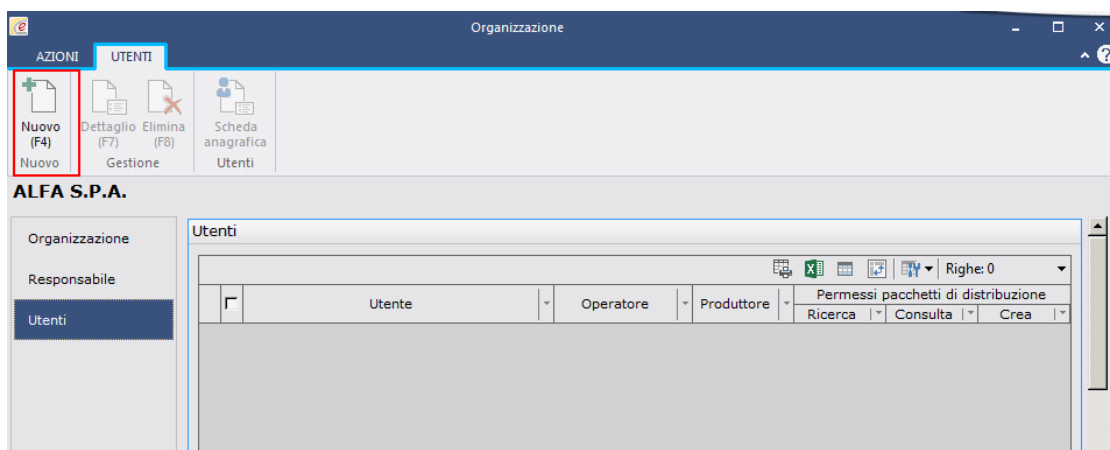 Organizzazione
AZIONI UTENTI
Nuovo (F4)
Dettaglio (F7)
Elimina (F8)
Scheda anagrafica
Nuovo Gestione Utenti
ALFA S.P.A.
Organizzazione
Responsabile
Utenti
Utenti
Righe: 0
Utente Operatore Produttore Permessi pacchetti di distribuzione
Ricerca Consulta Crea